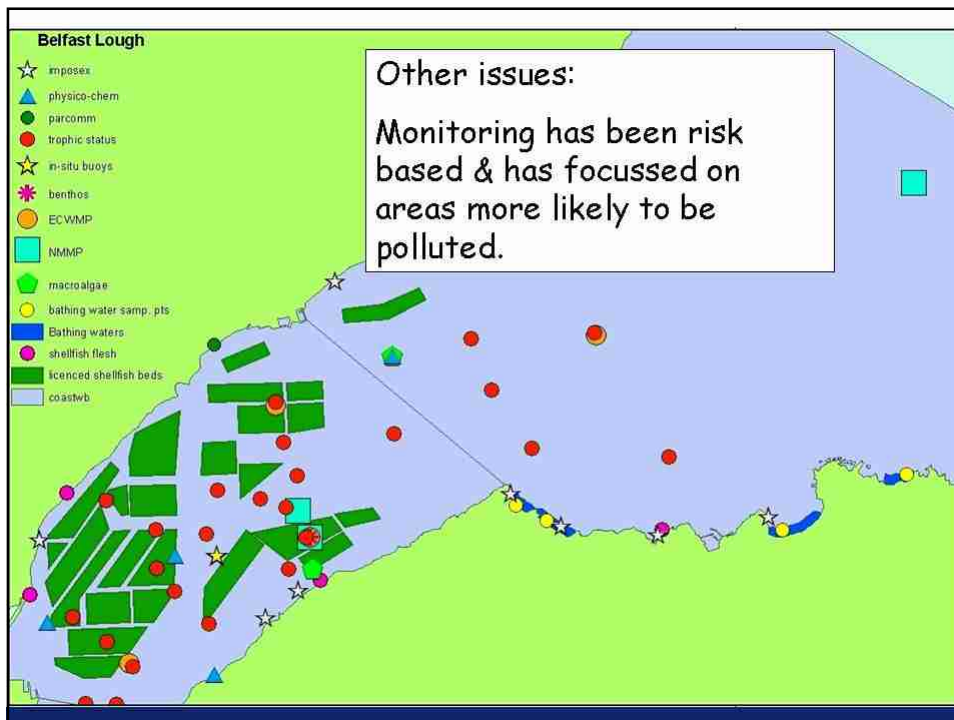 Belfast Lough
imposex
physico-chem
parcomm
trophic status
in-situ buoys
benthos
ECWMP
NMMP
macroalgae
bathing water samp. pts
Bathing waters
shellfish flesh
licenced shellfish beds
coastwb
Other issues:
Monitoring has been risk
based & has focussed on
areas more likely to be
polluted.